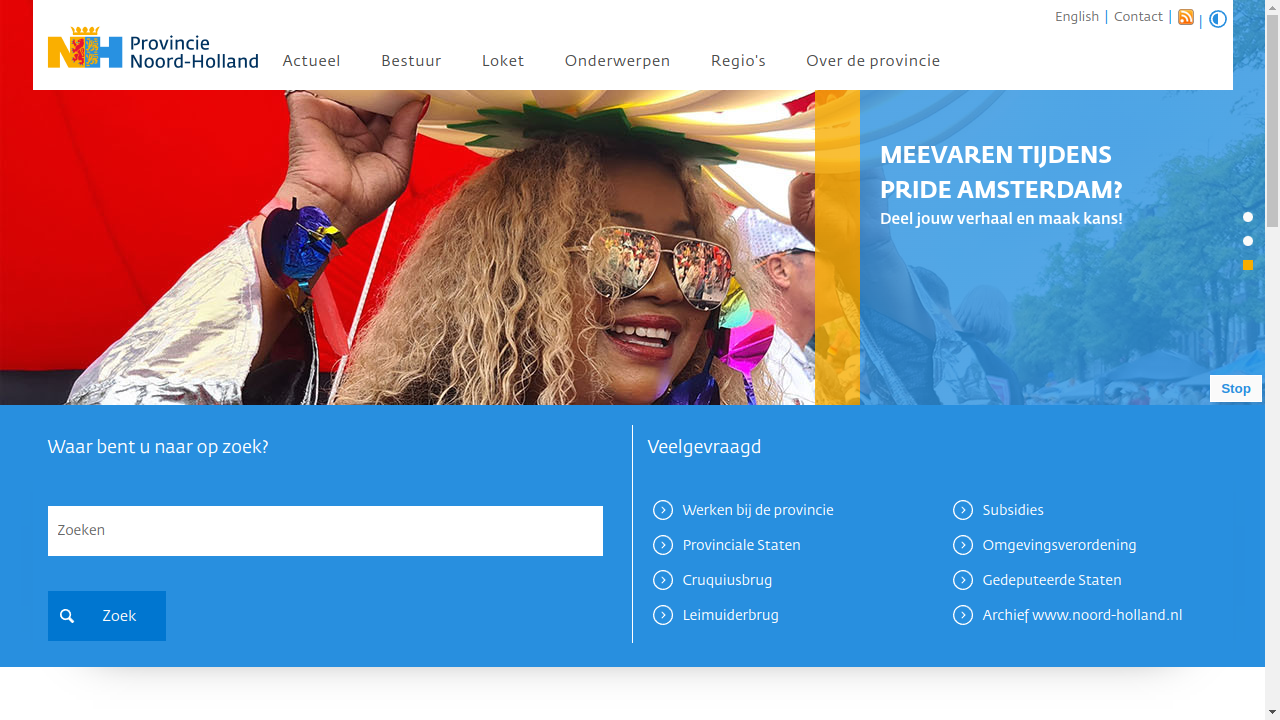 English | Contact |
Provincie
Noord-Holland
Actueel
Bestuur
Loket
Onderwerpen
Regio's
Over de provincie
MEEVAREN TIJDENS
PRIDE AMSTERDAM?
Deel jouw verhaal en maak kans!
Stop
Waar bent u naar op zoek?
Zoeken
Zoek
Veelgevraagd
Werken bij de provincie
Provinciale Staten
Cruquiusbrug
Leimuiderbrug
Subsidies
Omgevingsverordening
Gedeputeerde Staten
Archief www.noord-holland.nl